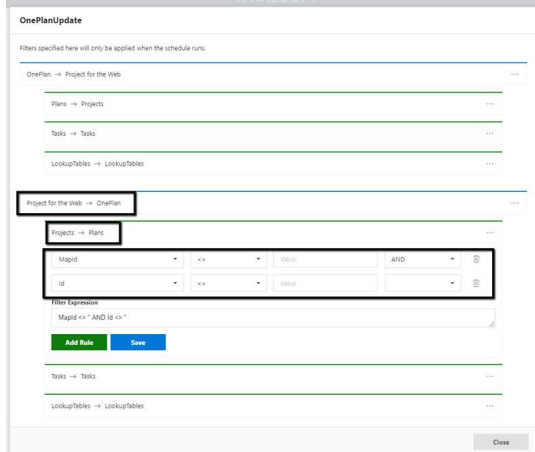 OnePlanUpdate
Filters specified here will only be applied when the schedule runs.
OnePlan → Project for the Web ...
Plans → Projects ...
Tasks → Tasks ...
LookupTables → LookupTables ...
Project for the Web → OnePlan ...
Projects → Plans ...
MapId <> Value AND
Id <> Value
Filter Expression
MapId <> '' AND Id <> ''
Add Rule Save
Tasks → Tasks ...
LookupTables → LookupTables ...
Close